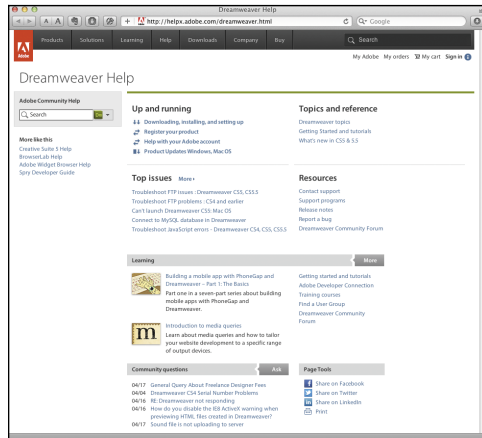 Dreamweaver Help
A A
http://helpx.adobe.com/dreamweaver.html
Google
Adobe
Products Solutions Learning Help Downloads Company Buy
Search
My Adobe My orders My cart Sign in
Dreamweaver Help
Adobe Community Help
Search
More like this
Creative Suite 5 Help
BrowserLab Help
Adobe Widget Browser Help
Spry Developer Guide
Up and running
Downloading, installing, and setting up
Register your product
Help with your Adobe account
Product Updates Windows, Mac OS
Topics and reference
Dreamweaver topics
Getting Started and tutorials
What's new in CS5 & 5.5
Top issues More
Troubleshoot FTP issues : Dreamweaver CS5, CS5.5
Troubleshoot FTP problems : CS4 and earlier
Can't launch Dreamweaver CS5: Mac OS
Connect to MySQL database in Dreamweaver
Troubleshoot JavaScript errors - Dreamweaver CS4, CS5, CS5.5
Resources
Contact support
Support programs
Release notes
Report a bug
Dreamweaver Community Forum
Learning More
Building a mobile app with PhoneGap and
Dreamweaver – Part 1: The Basics
Part one in a seven-part series about building
mobile apps with PhoneGap and
Dreamweaver.
m
Introduction to media queries
Learn about media queries and how to tailor
your website development to a specific range
of output devices.
Getting started and tutorials
Adobe Developer Connection
Training courses
Find a User Group
Dreamweaver Community
Forum
Community questions Ask
04/17 General Query About Freelance Designer Fees
04/04 Dreamweaver CS4 Serial Number Problems
04/16 RE: Dreamweaver not responding
04/16 How do you disable the IE8 ActiveX warning when
previewing HTML files created in Dreamweaver?
04/17 Sound file is not uploading to server
Page Tools
Share on Facebook
Share on Twitter
Share on LinkedIn
Print